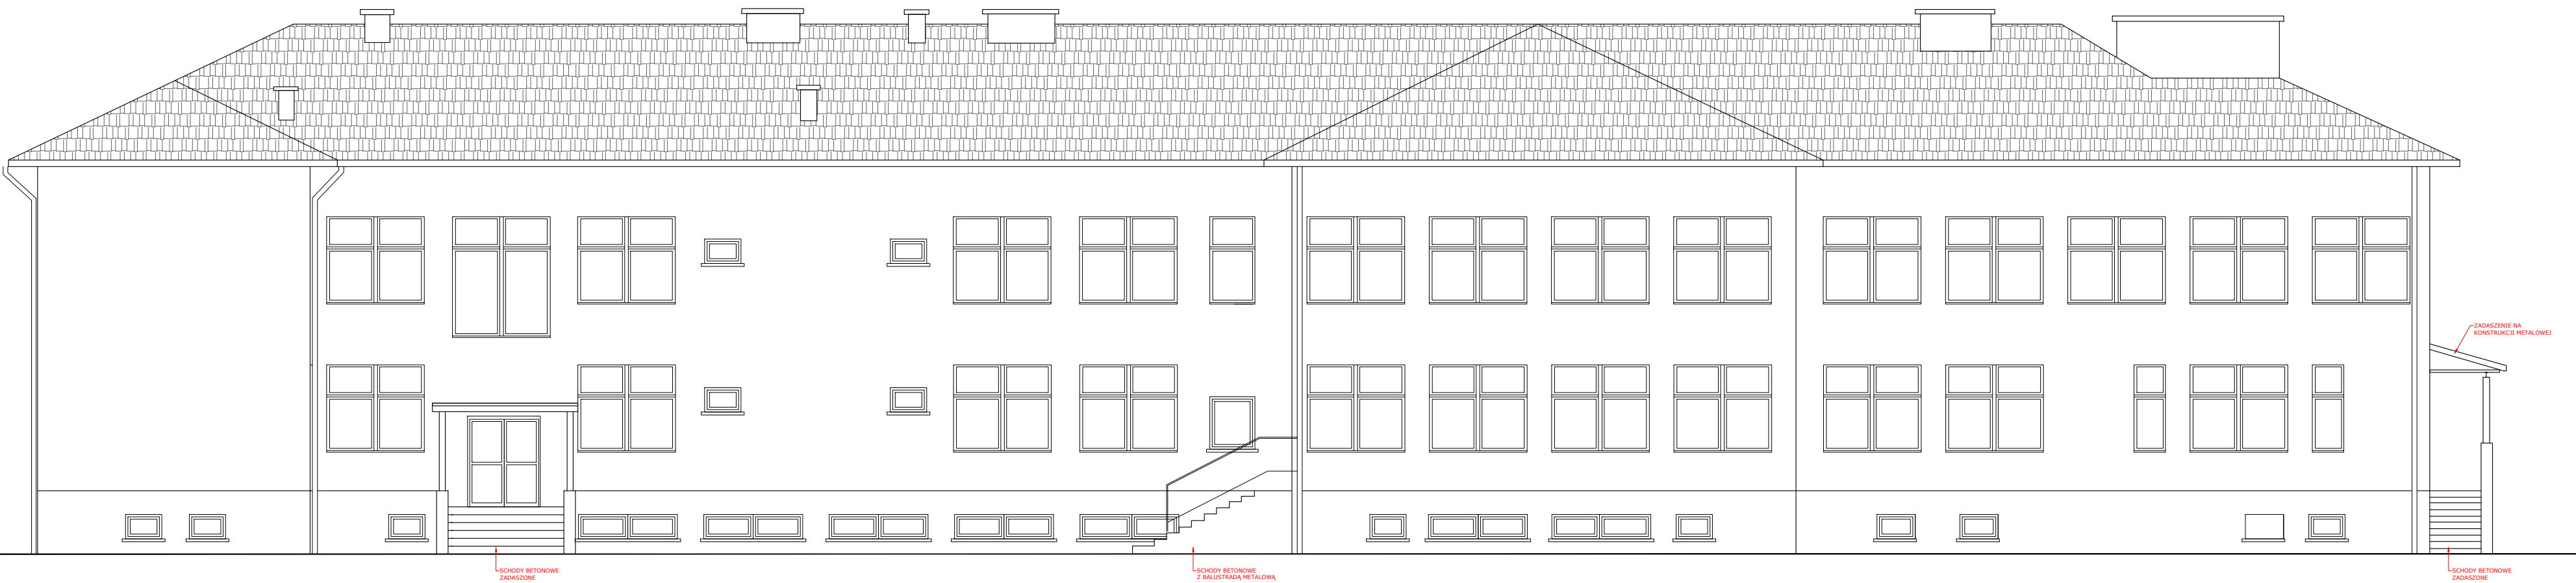 ZADASZENIE NA
KONSTRUKCJI METALOWEJ
SCHODY BETONOWE
ZADASZONE
SCHODY BETONOWE
Z BALUSTRADĄ METALOWĄ
SCHODY BETONOWE
ZADASZONE